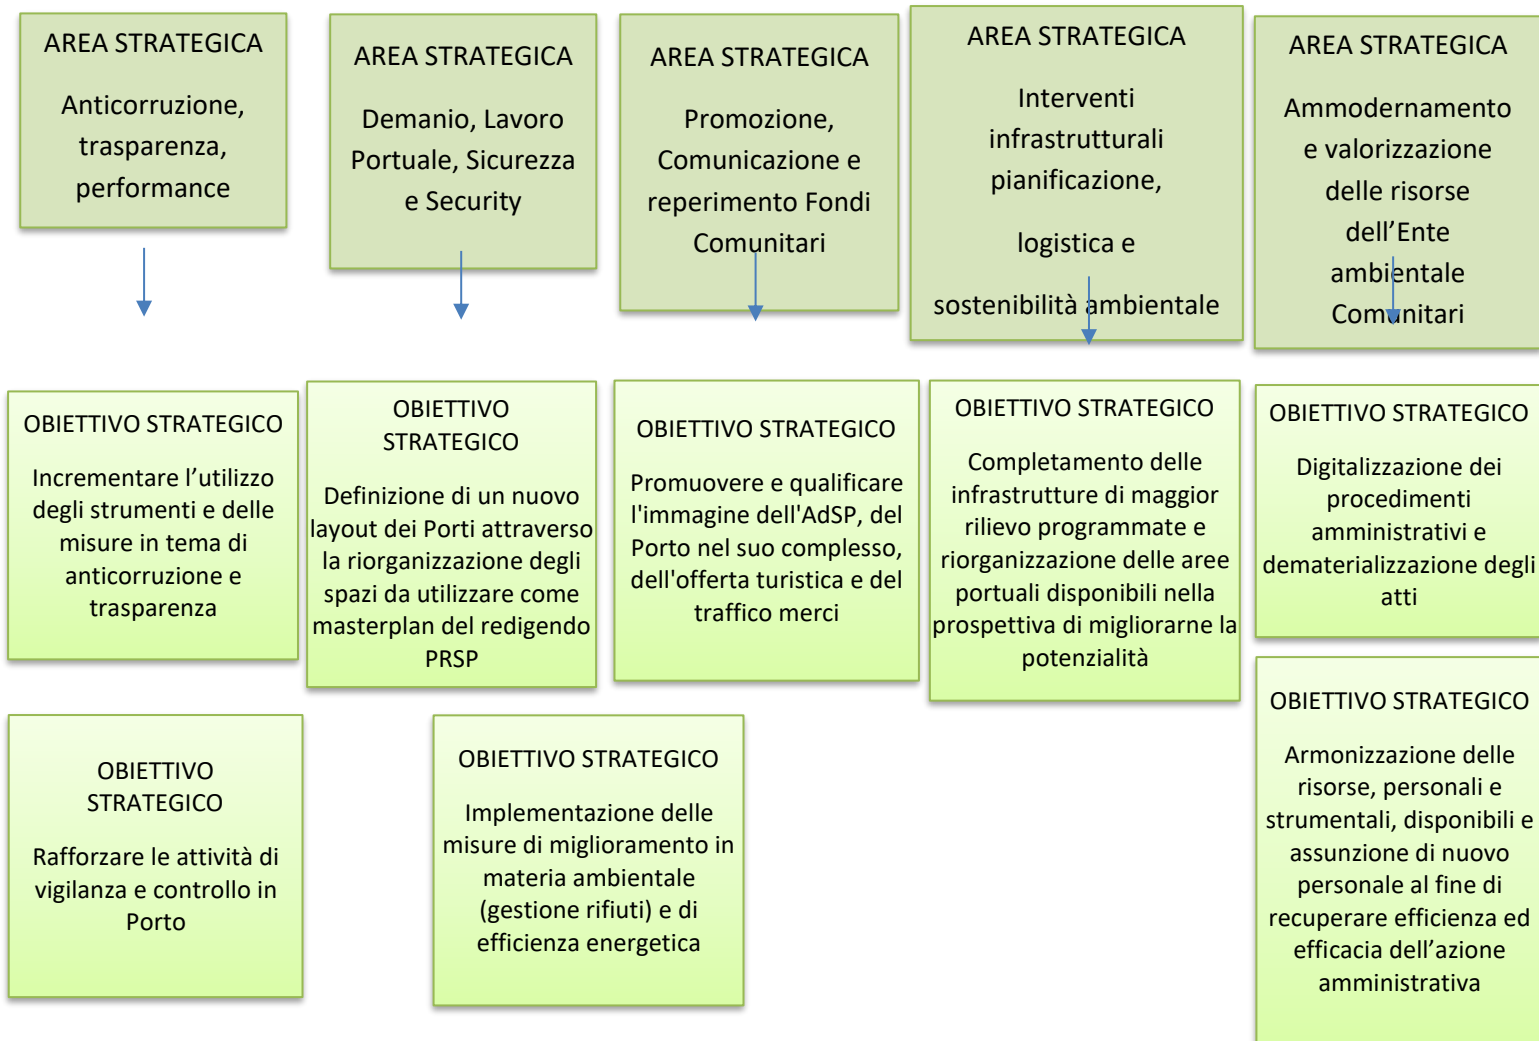 AREA STRATEGICA
Anticorruzione,
trasparenza,
performance
AREA STRATEGICA
Demanio, Lavoro
Portuale, Sicurezza
e Security
AREA STRATEGICA
Promozione,
Comunicazione e
reperimento Fondi
Comunitari
AREA STRATEGICA
Interventi
infrastrutturali
pianificazione,
logistica e
sostenibilità ambientale
AREA STRATEGICA
Ammodernamento
e valorizzazione
delle risorse
dell’Ente
ambientale
Comunitari
OBIETTIVO STRATEGICO
Incrementare l’utilizzo
degli strumenti e delle
misure in tema di
anticorruzione e
trasparenza
OBIETTIVO
STRATEGICO
Definizione di un nuovo
layout dei Porti attraverso
la riorganizzazione degli
spazi da utilizzare come
masterplan del redigendo
PRSP
OBIETTIVO STRATEGICO
Promuovere e qualificare
l'immagine dell'AdSP, del
Porto nel suo complesso,
dell'offerta turistica e del
traffico merci
OBIETTIVO STRATEGICO
Completamento delle
infrastrutture di maggior
rilievo programmate e
riorganizzazione delle aree
portuali disponibili nella
prospettiva di migliorarne la
potenzialità
OBIETTIVO STRATEGICO
Digitalizzazione dei
procedimenti
amministrativi e
dematerializzazione degli
atti
OBIETTIVO
STRATEGICO
Rafforzare le attività di
vigilanza e controllo in
Porto
OBIETTIVO STRATEGICO
Implementazione delle
misure di miglioramento in
materia ambientale
(gestione rifiuti) e di
efficienza energetica
OBIETTIVO STRATEGICO
Armonizzazione delle
risorse, personali e
strumentali, disponibili e
assunzione di nuovo
personale al fine di
recuperare efficienza ed
efficacia dell’azione
amministrativa